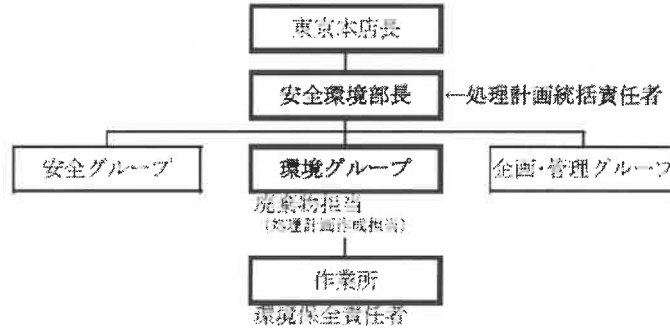 東京本店長
安全環境部長 ←処理計画統括責任者
安全グループ 環境グループ 企画・管理グループ
廃棄物担当
（処理計画作成担当）
作業所
環境保全責任者